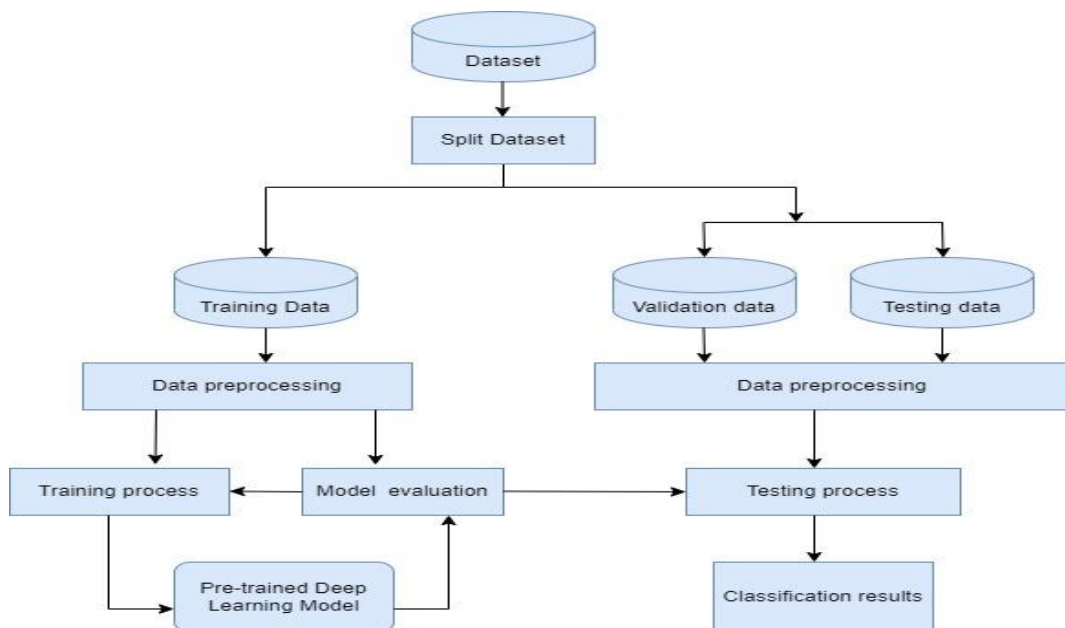 Dataset
Split Dataset
Training Data
Validation data
Testing data
Data preprocessing
Data preprocessing
Training process
Model evaluation
Testing process
Pre-trained Deep
Learning Model
Classification results